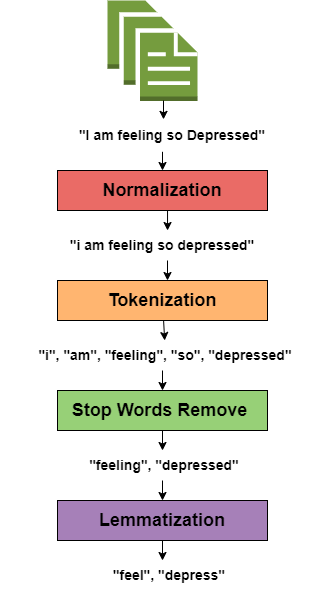 "I am feeling so Depressed"
Normalization
"i am feeling so depressed"
Tokenization
"i", "am", "feeling", "so", "depressed"
Stop Words Remove
"feeling", "depressed"
Lemmatization
"feel", "depress"